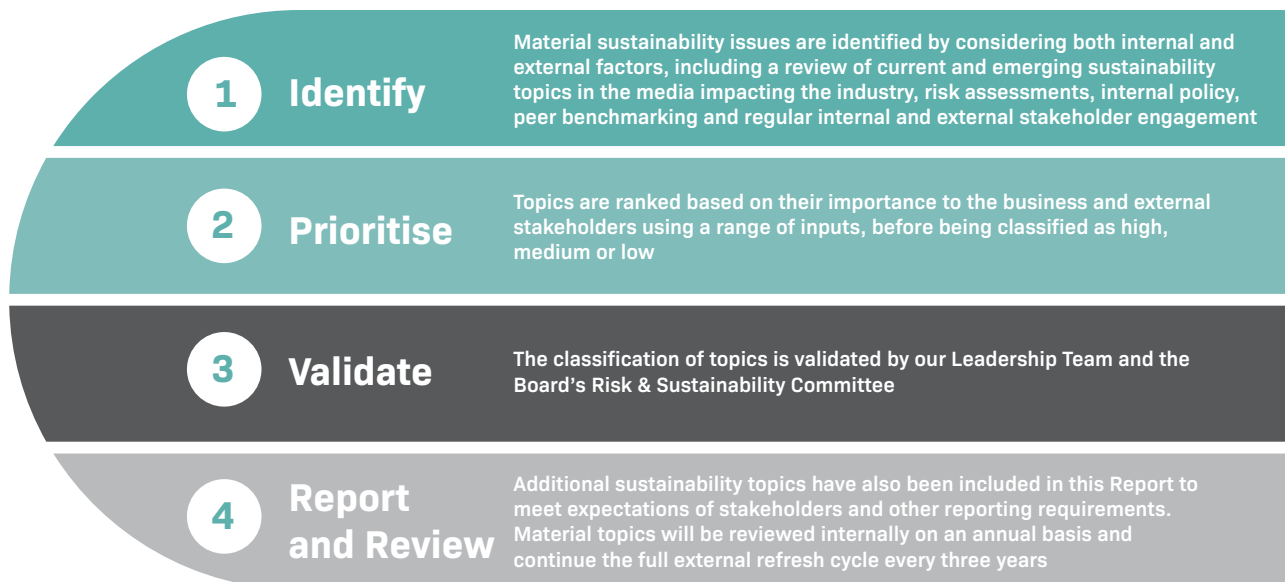 1
Identify
Material sustainability issues are identified by considering both internal and
external factors, including a review of current and emerging sustainability
topics in the media impacting the industry, risk assessments, internal policy,
peer benchmarking and regular internal and external stakeholder engagement
2
Prioritise
Topics are ranked based on their importance to the business and external
stakeholders using a range of inputs, before being classified as high,
medium or low
3
Validate
The classification of topics is validated by our Leadership Team and the
Board's Risk & Sustainability Committee
4
Report
and Review
Additional sustainability topics have also been included in this Report to
meet expectations of stakeholders and other reporting requirements.
Material topics will be reviewed internally on an annual basis and
continue the full external refresh cycle every three years